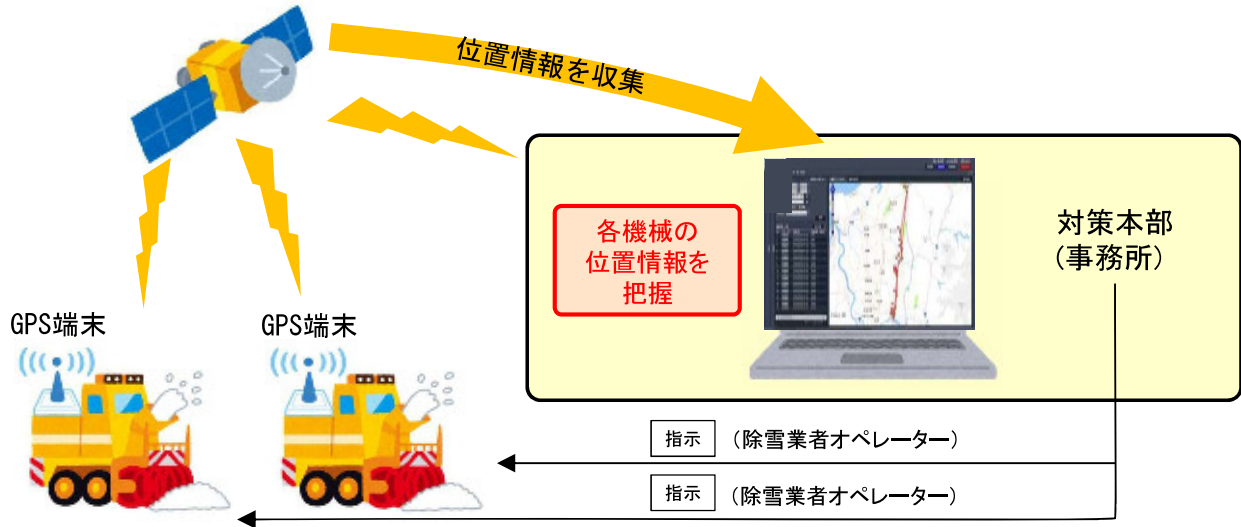 位置情報を収集
各機械の
位置情報を
把握
対策本部
(事務所)
GPS端末
GPS端末
指示 (除雪業者オペレーター)
指示 (除雪業者オペレーター)